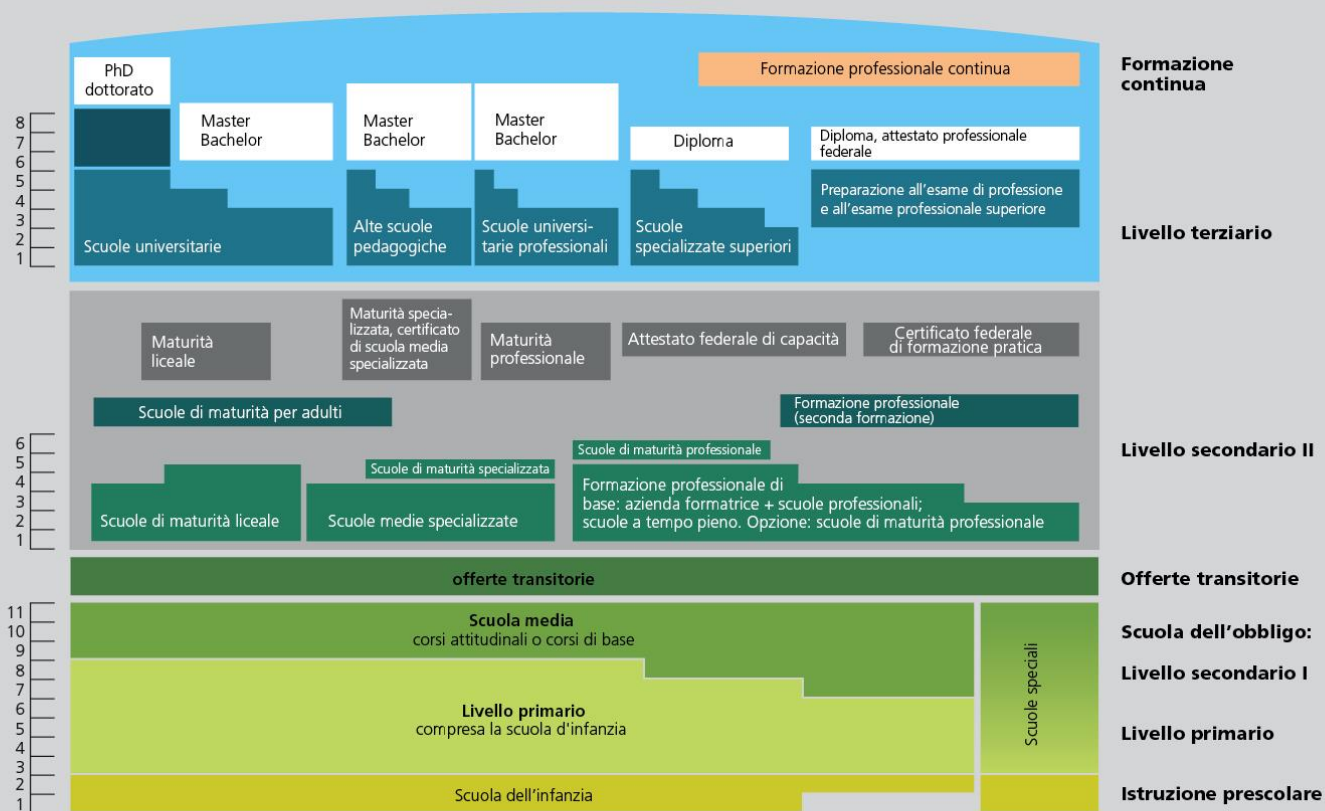 Formazione
continua
PhD
dottorato
Formazione professionale continua
Master
Bachelor
Master
Bachelor
Master
Bachelor
Diploma
Diploma, attestato professionale
federale
8
7
6
5
4
3
2
1
Scuole universitarie
Alte scuole
pedagogiche
Scuole universi-
tarie professionali
Scuole
specializzate superiori
Preparazione all'esame di professione
e all'esame professionale superiore
Livello terziario
Maturità
liceale
Maturità specia-
lizzata, certificato
di scuola media
specializzata
Maturità
professionale
Attestato federale di capacità
Certificato federale
di formazione pratica
Scuole di maturità per adulti
Formazione professionale
(seconda formazione)
6
5
4
3
2
1
Scuole di maturità liceale
Scuole di maturità specializzata
Scuole medie specializzate
Scuole di maturità professionale
Formazione professionale di
base: azienda formatrice + scuole professionali;
scuole a tempo pieno. Opzione: scuole di maturità professionale
Livello secondario II
offerte transitorie
Offerte transitorie
11
10
9
8
7
6
5
4
3
2
1
Scuola media
corsi attitudinali o corsi di base
Livello primario
compresa la scuola d'infanzia
Scuola dell'infanzia
Scuole speciali
Scuola dell'obbligo:
Livello secondario I
Livello primario
Istruzione prescolare